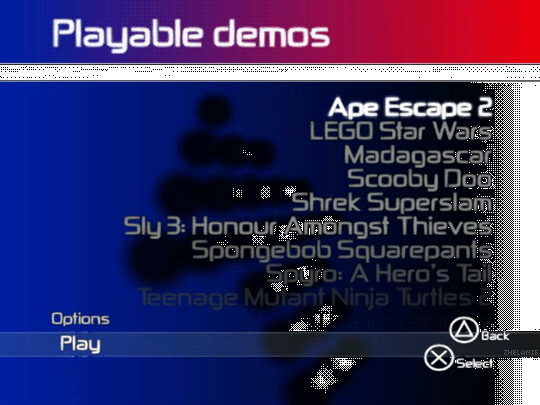 Playable demos
Ape Escape 2
LEGO Star Wars
Madagascar
Scooby Doo
Shrek Superslam
Sly 3: Honour Amongst Thieves
Spongebob Squarepants
Spyro: A Hero's Tail
Teenage Mutant Ninja Turtles
Options
Play
Back
Select